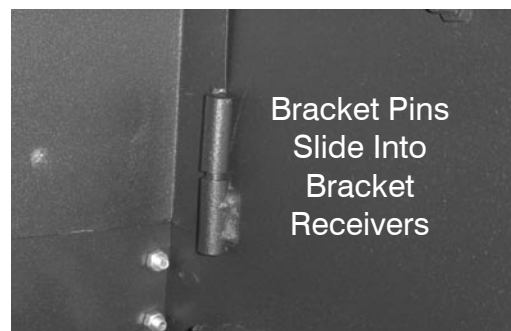 Bracket Pins
Slide Into
Bracket
Receivers